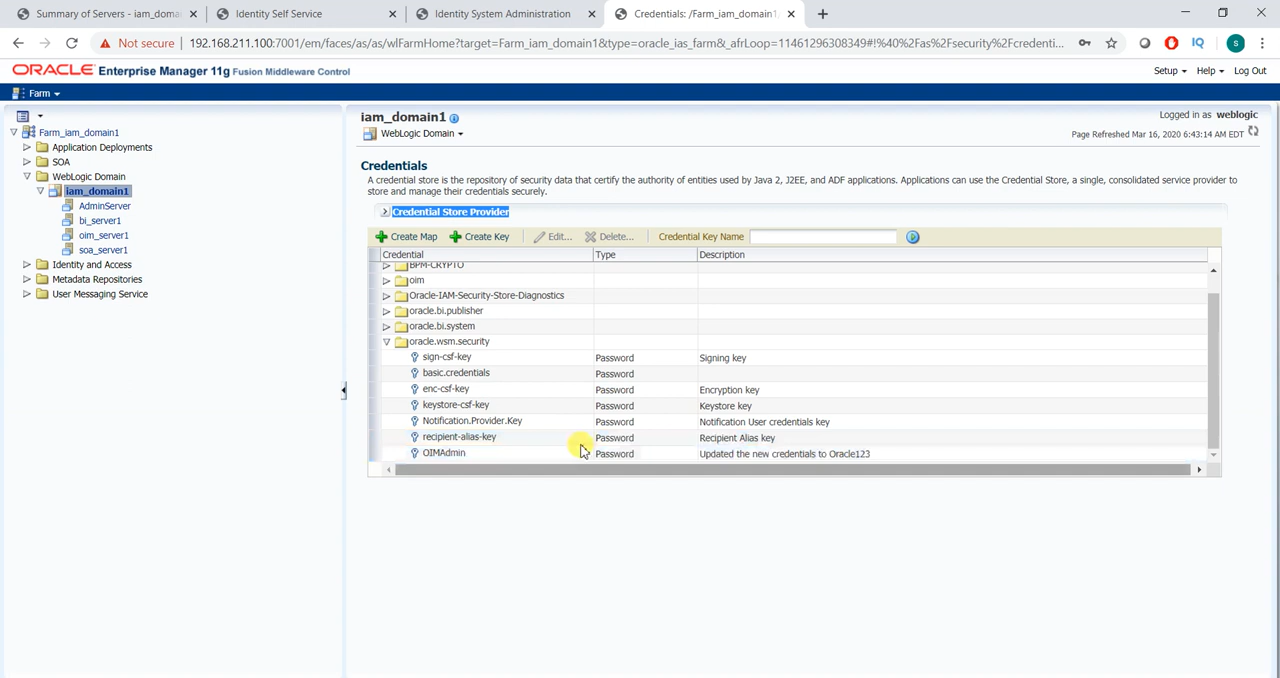 Summary of Servers - iam_domai
Identity Self Service
Identity System Administration
Credentials: /Farm_iam_domain1
Not secure
192.168.211.100:7001/em/faces/as/as/wlFarmHome?target=Farm_iam_domain1&type=oracle_ias_farm&_afrLoop=11461296308349#!%40%2Fas%2Fsecurity%2Fcredenti...
S
ORACLE Enterprise Manager 11g Fusion Middleware Control
Setup
Help
Log Out
Farm
Farm_iam_domain1
Application Deployments
SOA
WebLogic Domain
iam_domain1
AdminServer
bi_server1
oim_server1
soa_server1
Identity and Access
Metadata Repositories
User Messaging Service
iam_domain1
WebLogic Domain
Logged in as weblogic
Page Refreshed Mar 16, 2020 6:43:14 AM EDT
Credentials
A credential store is the repository of security data that certify the authority of entities used by Java 2, J2EE, and ADF applications. Applications can use the Credential Store, a single, consolidated service provider to
store and manage their credentials securely.
Credential Store Provider
Create Map
Create Key
Edit...
Delete...
Credential Key Name
Credential Type Description
BPM-CRYPTO
oim
Oracle-IAM-Security-Store-Diagnostics
oracle.bi.publisher
oracle.bi.system
oracle.wsm.security
sign-csf-key Password Signing key
basic.credentials Password
enc-csf-key Password Encryption key
keystore-csf-key Password Keystore key
Notification.Provider.Key Password Notification User credentials key
recipient-alias-key Password Recipient Alias key
OIMAdmin Password Updated the new credentials to Oracle123